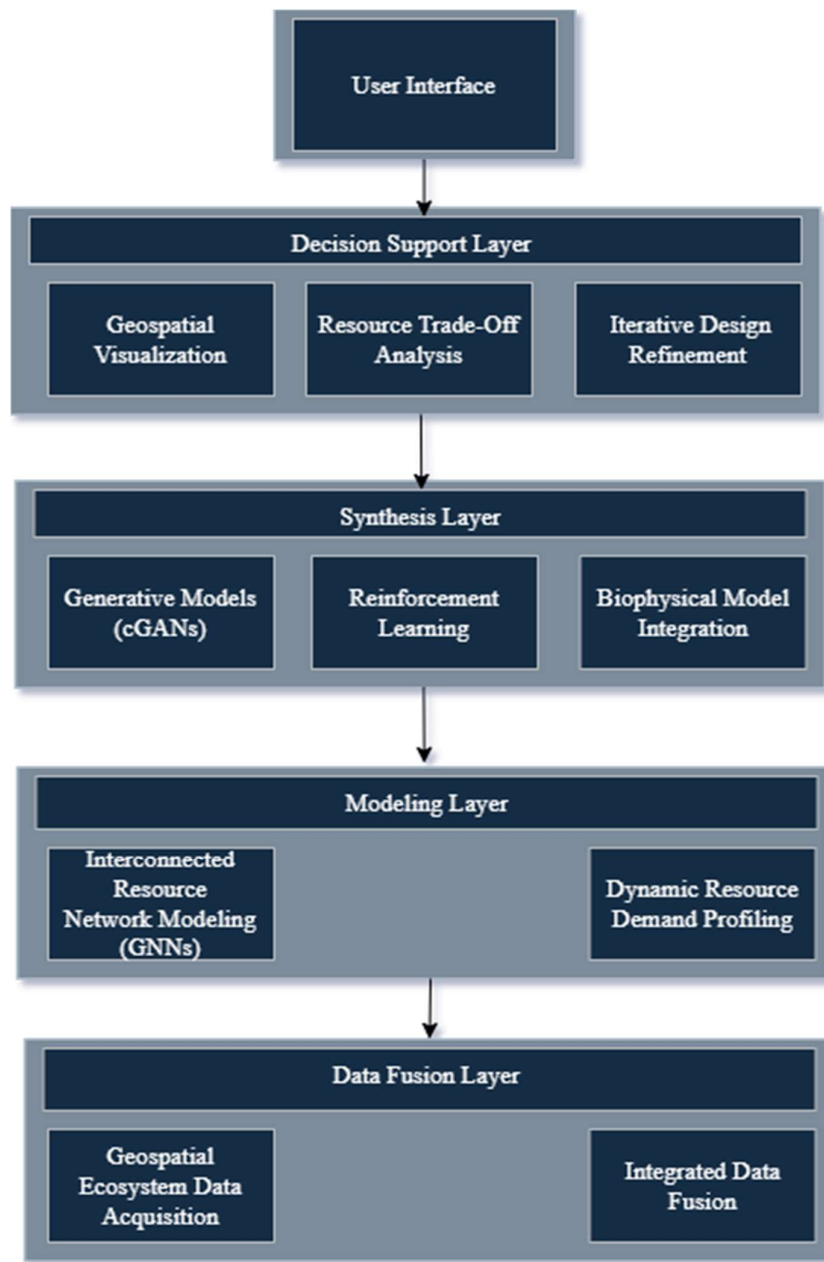 User Interface
Decision Support Layer
Geospatial
Visualization
Resource Trade-Off
Analysis
Iterative Design
Refinement
Synthesis Layer
Generative Models
(cGANs)
Reinforcement
Learning
Biophysical Model
Integration
Modeling Layer
Interconnected
Resource
Network Modeling
(GNNs)
Dynamic Resource
Demand Profiling
Data Fusion Layer
Geospatial
Ecosystem Data
Acquisition
Integrated Data
Fusion